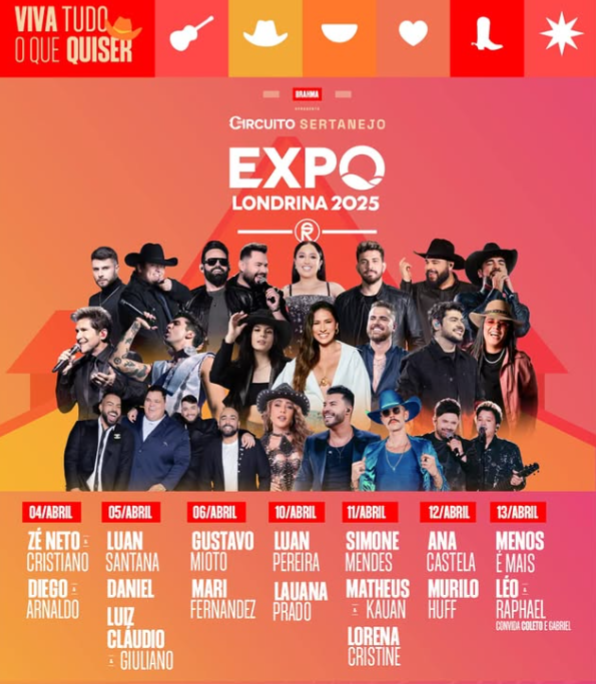 VIVA TUDO
O QUE QUISER
BRAHMA
CIRCUITO SERTANEJO
EXPO
LONDRINA 2025
04/ABRIL
ZÉ NETO &
CRISTIANO
DIEGO &
ARNALDO
05/ABRIL
LUAN
SANTANA
DANIEL
LUIZ
CLÁUDIO
& GIULIANO
06/ABRIL
GUSTAVO
MIOTO
MARI
FERNANDEZ
10/ABRIL
LUAN
PEREIRA
LAUANA
PRADO
11/ABRIL
SIMONE
MENDES
MATHEUS
& KAUAN
LORENA
CRISTINE
12/ABRIL
ANA
CASTELA
MURILO
HUFF
13/ABRIL
MENOS
É MAIS
LÉO &
RAPHAEL
CONVIDA COLETO E GABRIEL